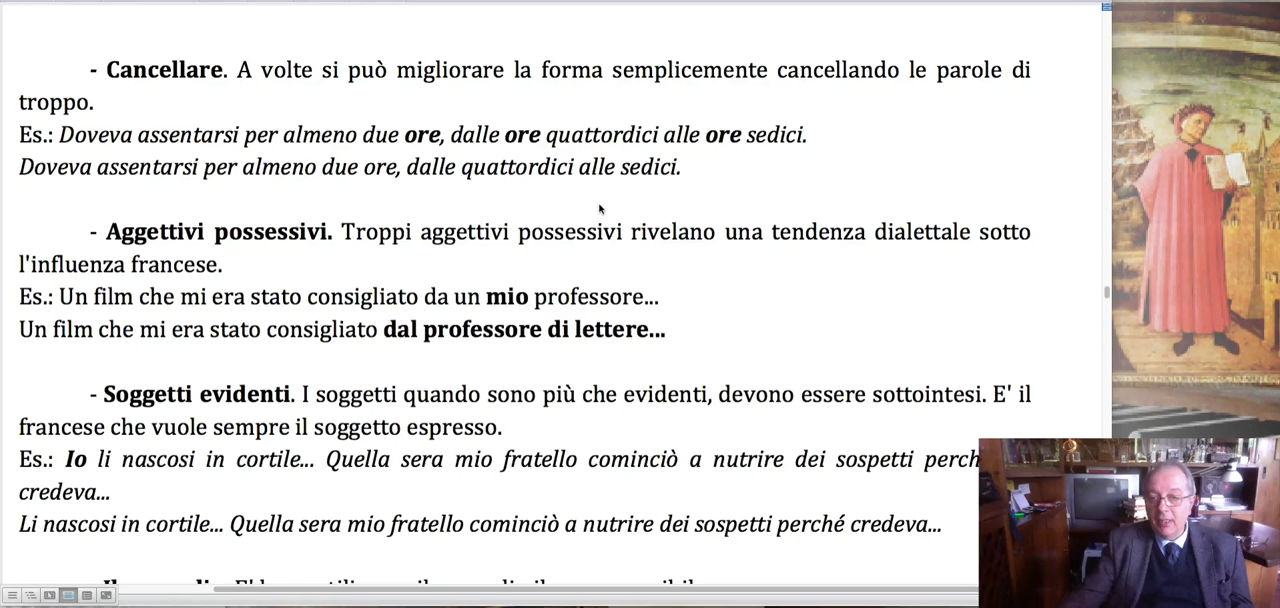 - Cancellare. A volte si può migliorare la forma semplicemente cancellando le parole di
troppo.
Es.: Doveva assentarsi per almeno due ore, dalle ore quattordici alle ore sedici.
Doveva assentarsi per almeno due ore, dalle quattordici alle sedici.
- Aggettivi possessivi. Troppi aggettivi possessivi rivelano una tendenza dialettale sotto
l'influenza francese.
Es.: Un film che mi era stato consigliato da un mio professore...
Un film che mi era stato consigliato dal professore di lettere...
- Soggetti evidenti. I soggetti quando sono più che evidenti, devono essere sottointesi. E' il
francese che vuole sempre il soggetto espresso.
Es.: Io li nascosi in cortile... Quella sera mio fratello cominciò a nutrire dei sospetti perch
credeva...
Li nascosi in cortile... Quella sera mio fratello cominciò a nutrire dei sospetti perché credeva...